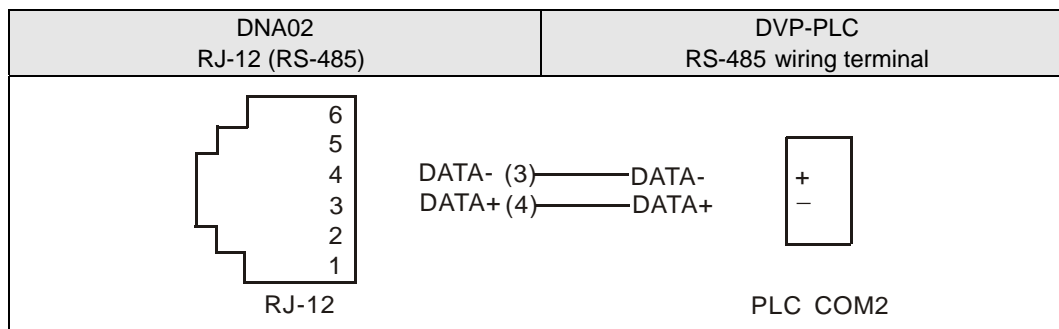 DNA02
RJ-12 (RS-485)
DVP-PLC
RS-485 wiring terminal
6
5
4
3
2
1
RJ-12
DATA- (3) DATA-
DATA+ (4) DATA+
+
−
PLC COM2